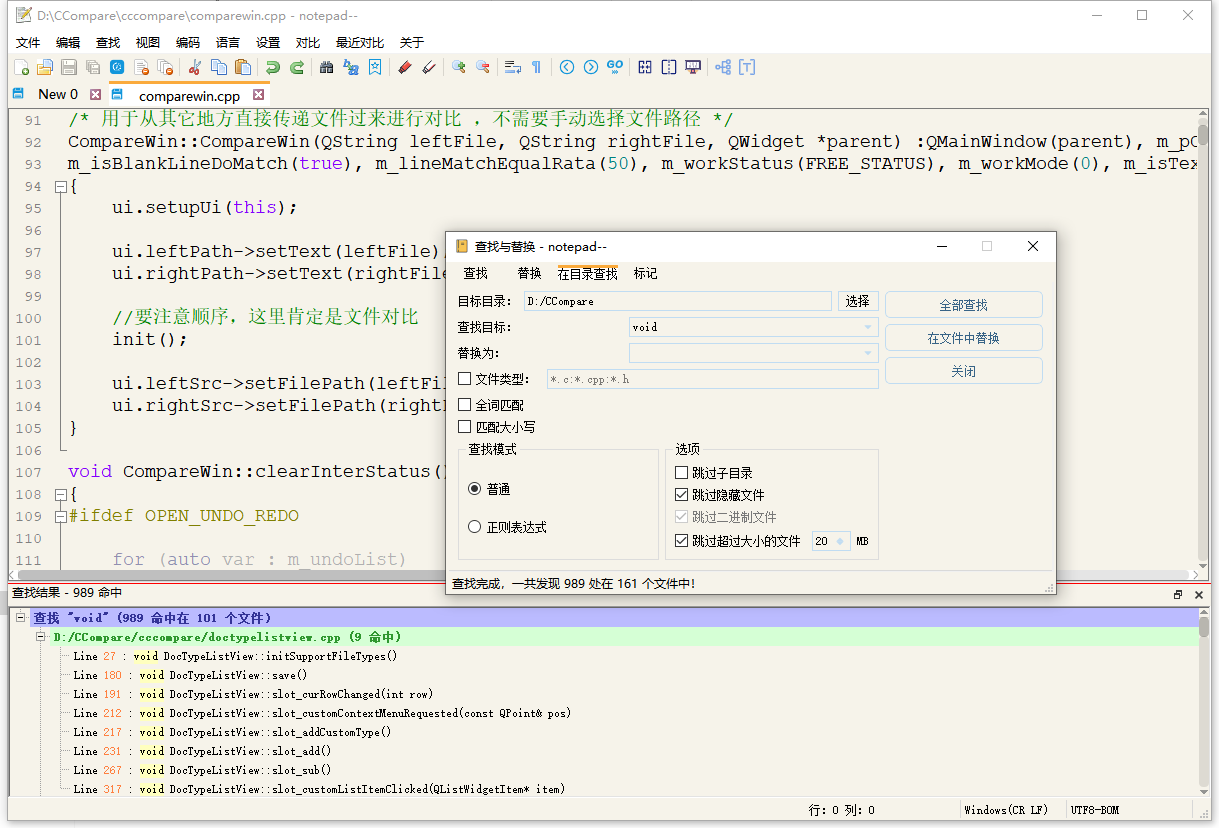 D:\CCompare\cccompare\comparewin.cpp - notepad--
文件 编辑 查找 视图 编码 语言 设置 对比 最近对比 关于
New 0 comparewin.cpp
91 /* 用于从其它地方直接传递文件过来进行对比 ，不需要手动选择文件路径 */
92 CompareWin::CompareWin(QString leftFile, QString rightFile, QWidget *parent) :QMainWindow(parent), m_pC
93 m_isBlankLineDoMatch(true), m_lineMatchEqualRata(50), m_workStatus(FREE_STATUS), m_workMode(0), m_isTex
94 {
95 ui.setupUi(this);
96
97 ui.leftPath->setText(leftFile)
98 ui.rightPath->setText(rightFile
99
100 //要注意顺序，这里肯定是文件对比
101 init();
102
103 ui.leftSrc->setFilePath(leftFil
104 ui.rightSrc->setFilePath(right
105 }
106
107 void CompareWin::clearInterStatus()
108 {
109 #ifdef OPEN_UNDO_REDO
110
111 for (auto var : m_undoList)
查找与替换 - notepad--
查找 替换 在目录查找 标记
目标目录： D:/CCompare 选择 全部查找
查找目标： void
在文件中替换
替换为：
关闭
文件类型： *.c:*.cpp:*.h
全词匹配
匹配大小写
查找模式 选项
普通
正则表达式
跳过子目录
跳过隐藏文件
跳过二进制文件
跳过超过大小的文件 20 MB
查找完成，一共发现 989 处在 161 个文件中！
查找结果 - 989 命中
查找 "void" (989 命中在 101 个文件)
D:/CCompare/cccompare/doctypelistview.cpp (9 命中)
Line 27 : void DocTypeListView::initSupportFileTypes()
Line 180 : void DocTypeListView::save()
Line 191 : void DocTypeListView::slot_curRowChanged(int row)
Line 212 : void DocTypeListView::slot_customContextMenuRequested(const QPoint& pos)
Line 217 : void DocTypeListView::slot_addCustomType()
Line 231 : void DocTypeListView::slot_add()
Line 267 : void DocTypeListView::slot_sub()
Line 317 : void DocTypeListView::slot_customListItemClicked(QListWidgetItem* item)
行: 0 列: 0 Windows(CR LF) UTF8-BOM